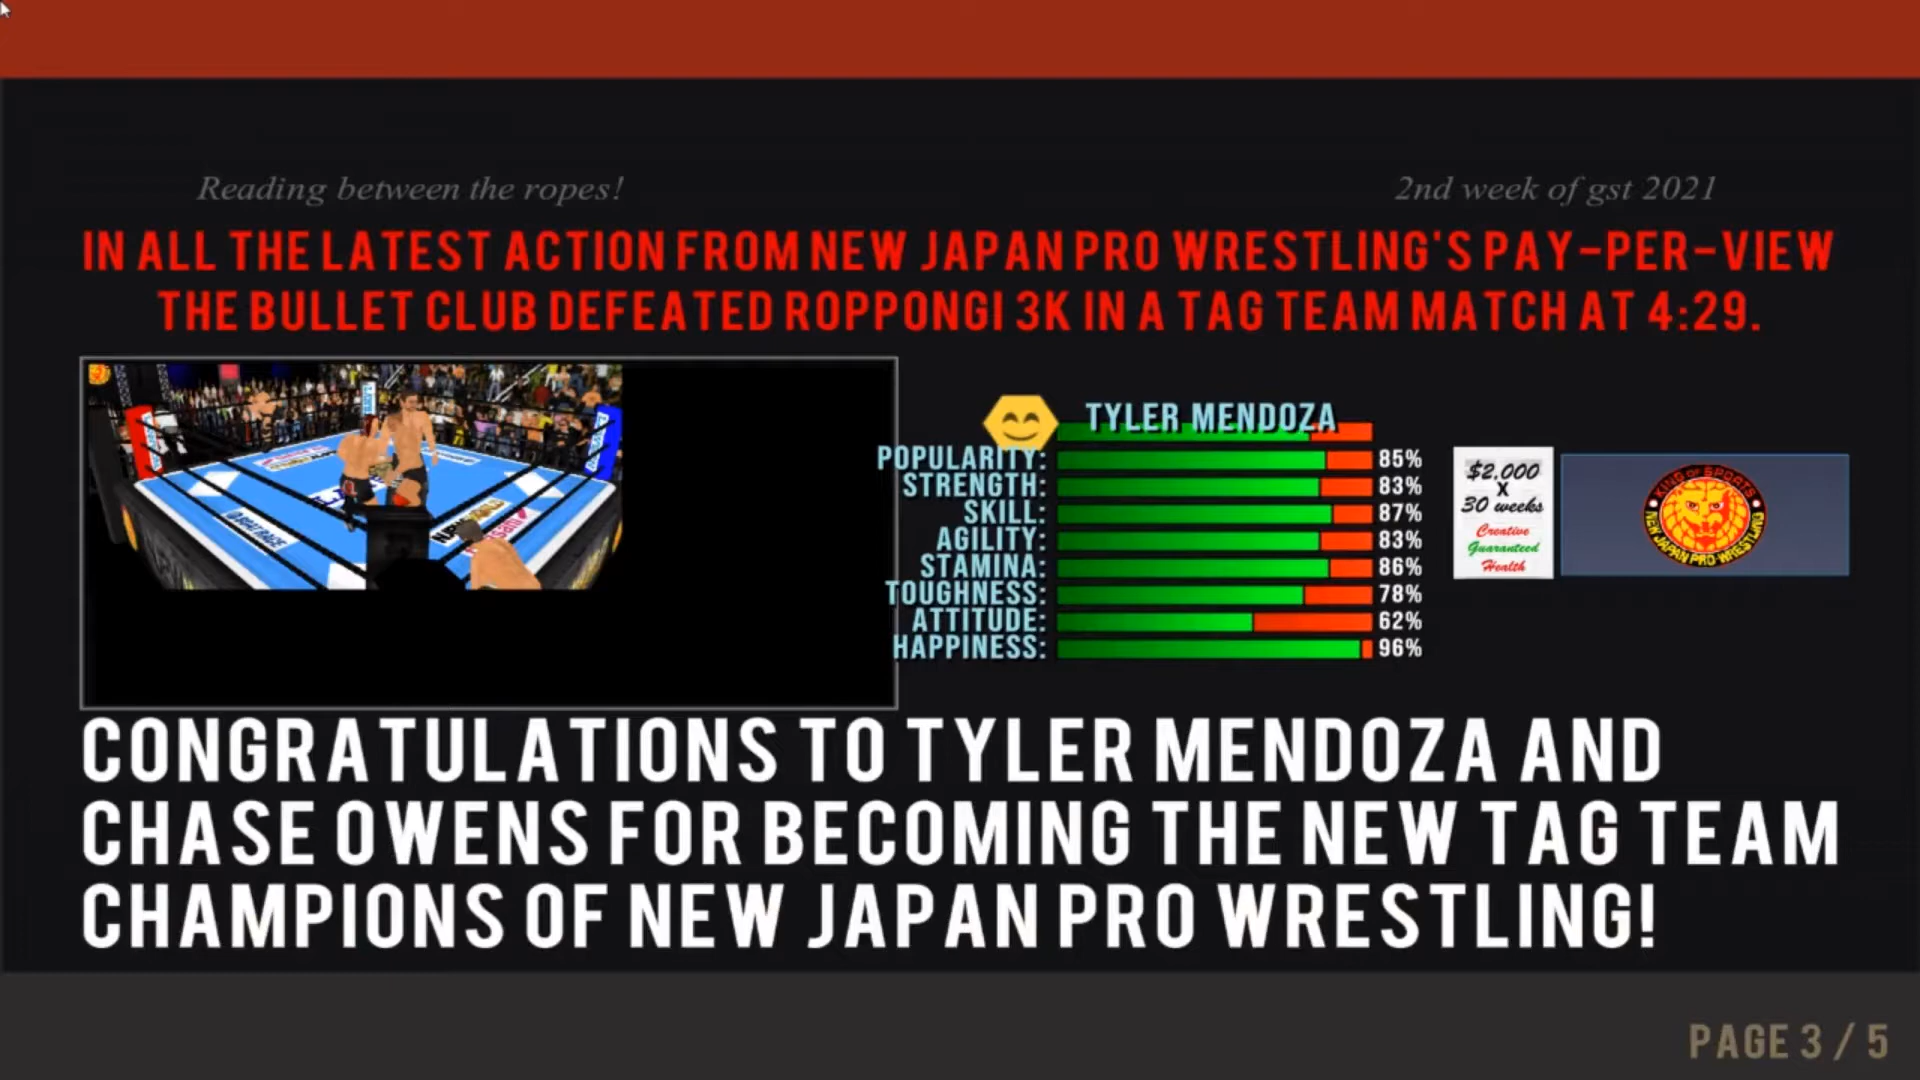 Reading between the ropes!
2nd week of gst 2021
IN ALL THE LATEST ACTION FROM NEW JAPAN PRO WRESTLING'S PAY-PER-VIEW
THE BULLET CLUB DEFEATED ROPPONGI 3K IN A TAG TEAM MATCH AT 4:29.
TYLER MENDOZA
POPULARITY: 85%
STRENGTH: 83%
SKILL: 87%
AGILITY: 83%
STAMINA: 86%
TOUGHNESS: 78%
ATTITUDE: 62%
HAPPINESS: 96%
$2,000
X
30 weeks
Creative
Guaranteed
Health
KING OF SPORTS
NEW JAPAN PRO WRESTLING
CONGRATULATIONS TO TYLER MENDOZA AND
CHASE OWENS FOR BECOMING THE NEW TAG TEAM
CHAMPIONS OF NEW JAPAN PRO WRESTLING!
PAGE 3 / 5